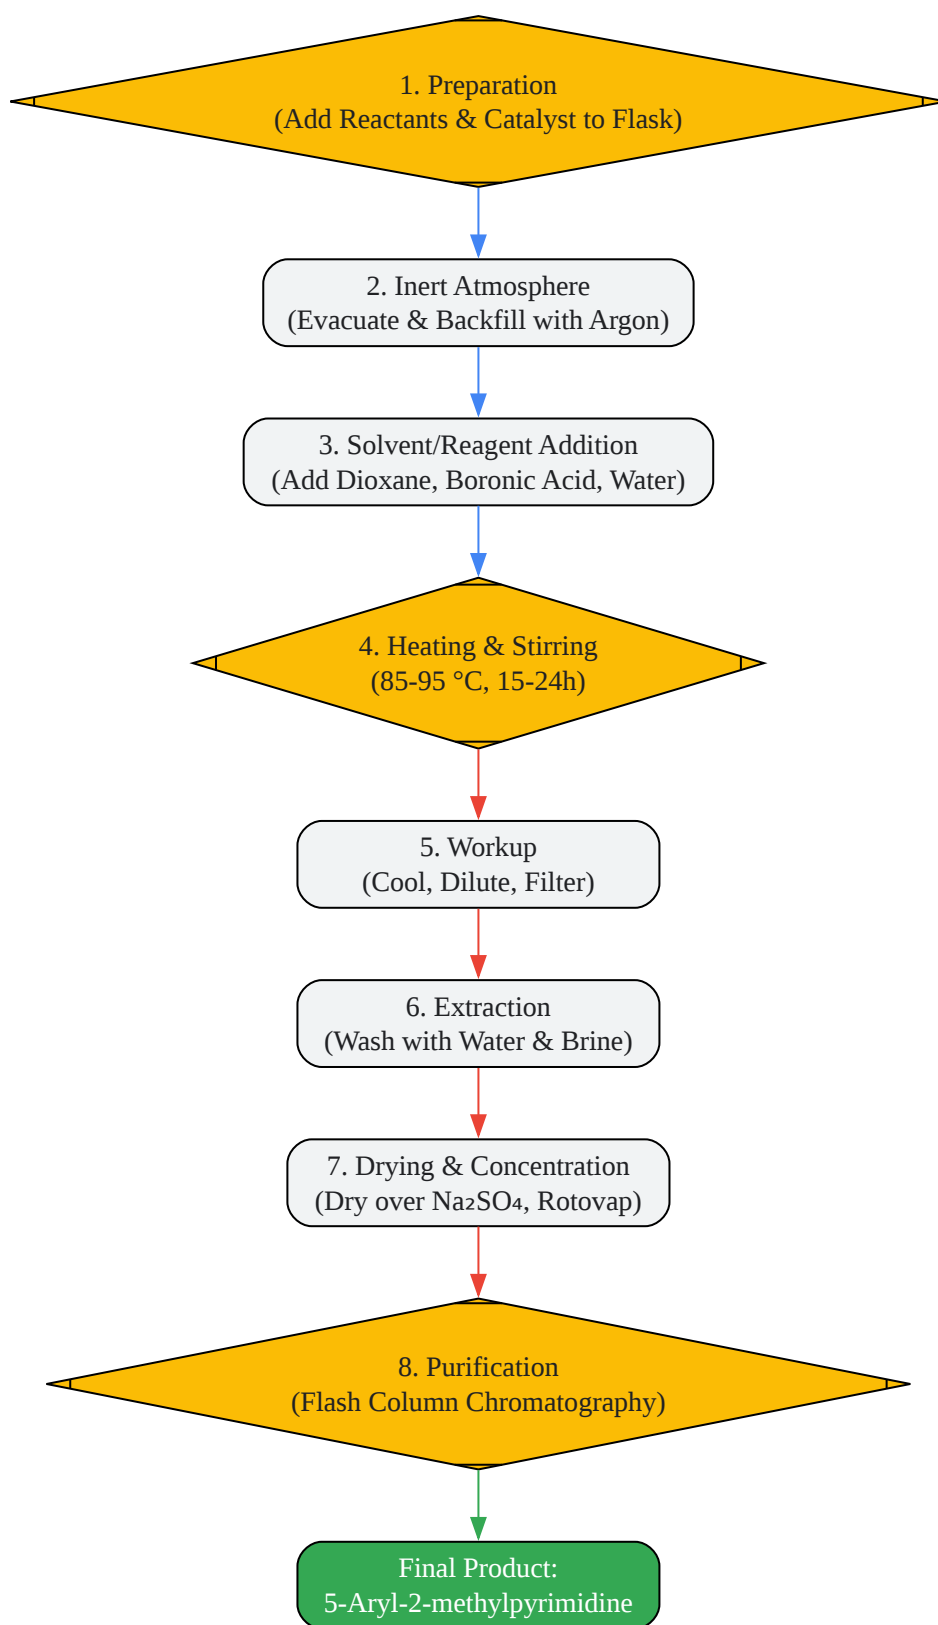 1. Preparation
(Add Reactants & Catalyst to Flask)
2. Inert Atmosphere
(Evacuate & Backfill with Argon)
3. Solvent/Reagent Addition
(Add Dioxane, Boronic Acid, Water)
4. Heating & Stirring
(85-95 °C, 15-24h)
5. Workup
(Cool, Dilute, Filter)
6. Extraction
(Wash with Water & Brine)
7. Drying & Concentration
(Dry over Na₂SO₄, Rotovap)
8. Purification
(Flash Column Chromatography)
Final Product:
5-Aryl-2-methylpyrimidine